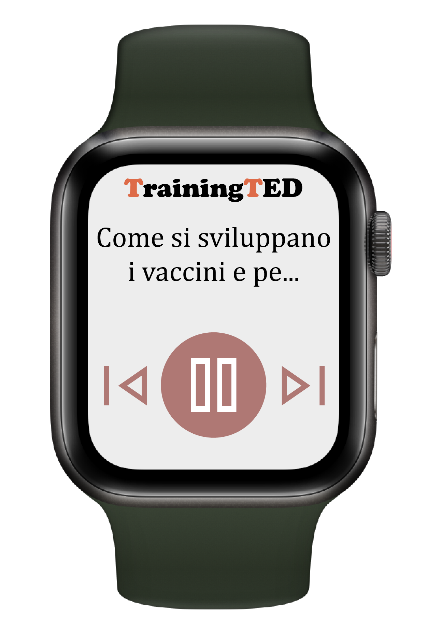 TrainingTED
Come si sviluppano
i vaccini e pe...